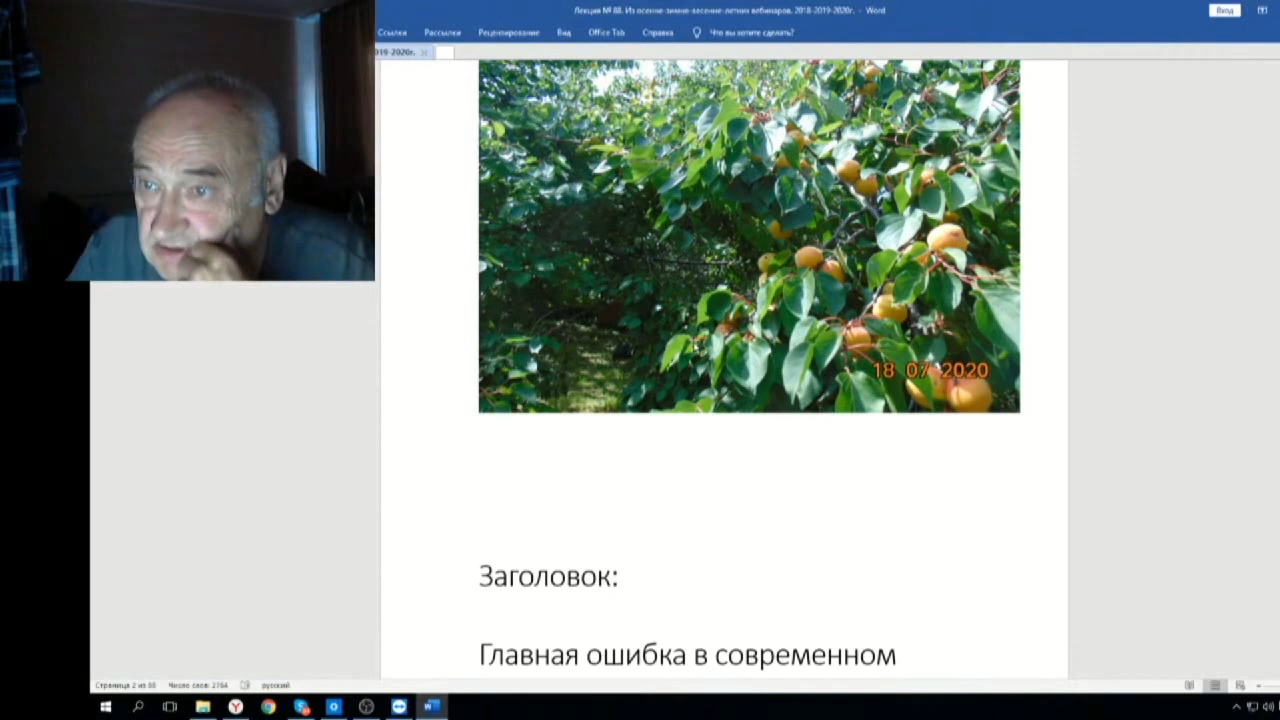 Лекция № 88. Из осенне-зимне-весенне-летних вебинаров. 2018-2019-2020г. - Word
Вход
Ссылки Рассылки Рецензирование Вид Office Tab Справка Что вы хотите сделать?
019-2020г.
18 07 2020
Заголовок:
Главная ошибка в современном
Страница 2 из 68 Число слов: 2764 русский